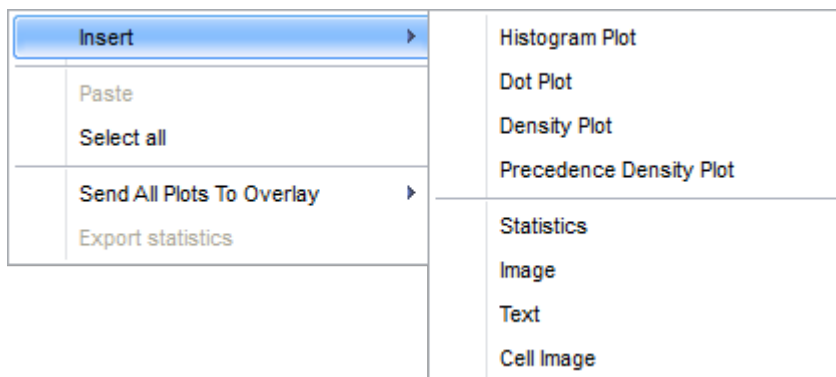 Insert
Paste
Select all
Send All Plots To Overlay
Export statistics
Histogram Plot
Dot Plot
Density Plot
Precedence Density Plot
Statistics
Image
Text
Cell Image